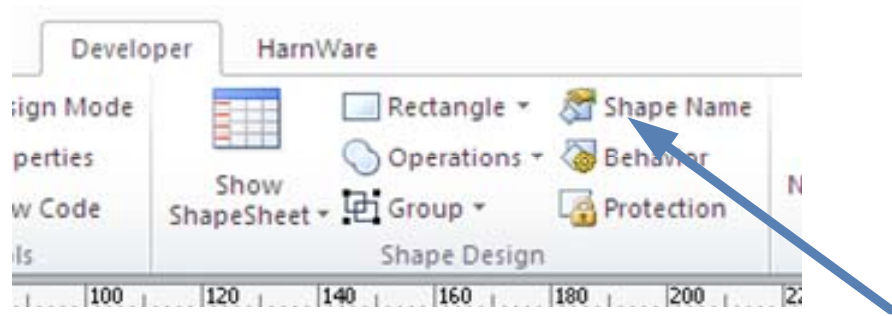 Developer HarnWare
sign Mode Rectangle Shape Name
perties Operations Behavior
Show
w Code ShapeSheet Group Protection
ls Shape Design
100 120 140 160 180 200